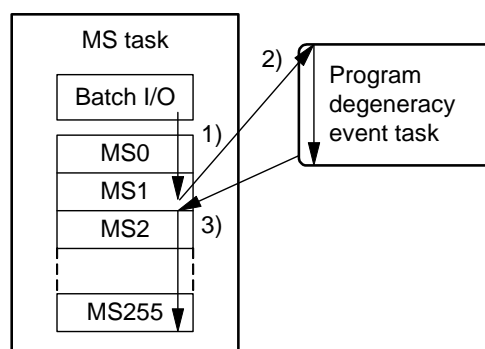 MS task
Batch I/O
1)
MS0
MS1
MS2
3)
MS255
2)
Program
degeneracy
event task